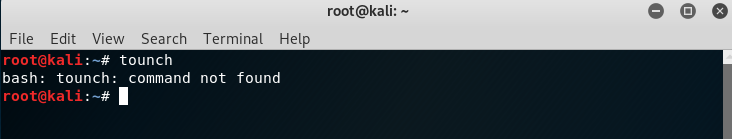 root@kali: ~
File Edit View Search Terminal Help
root@kali:~# tounch
bash: tounch: command not found
root@kali:~#